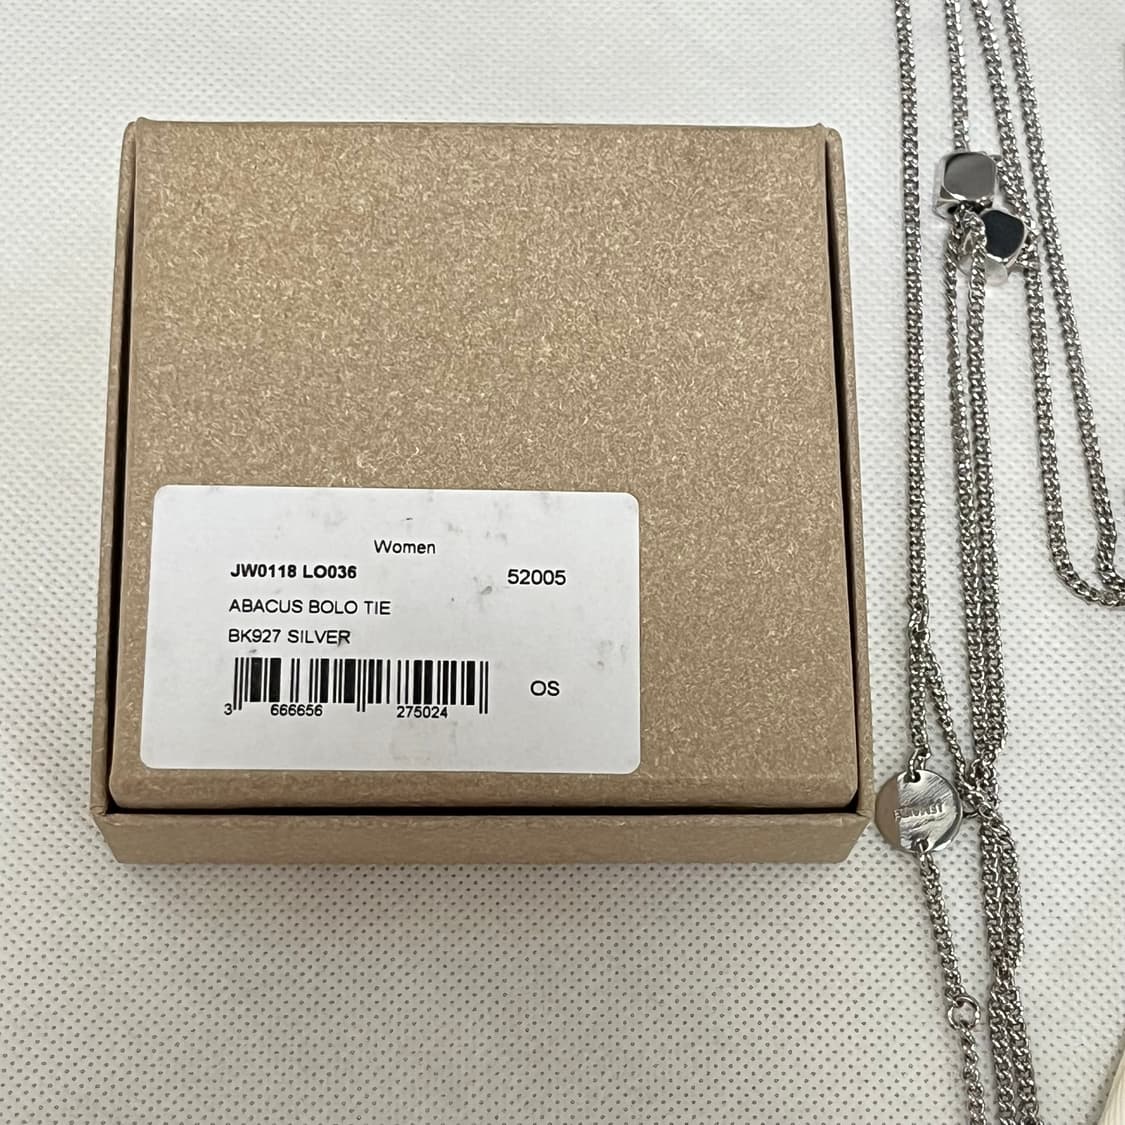 Women
JW0118 LO036
52005
ABACUS BOLO TIE
BK927 SILVER
OS
3 666656 275024